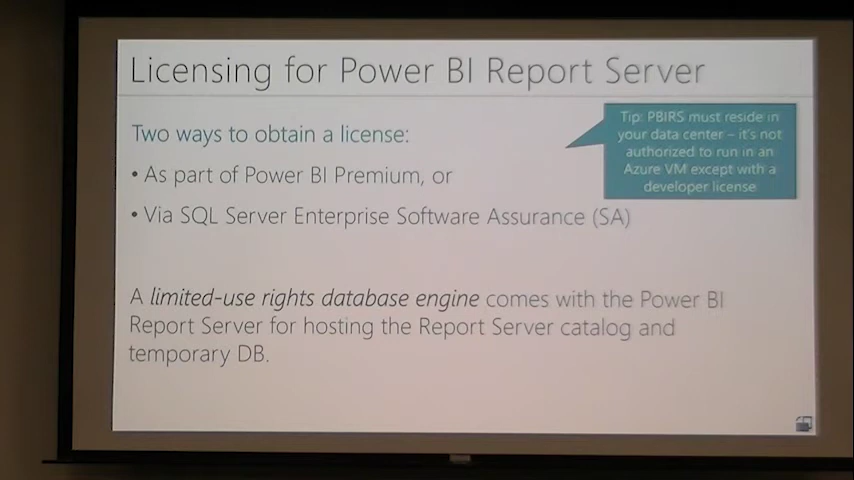 Licensing for Power BI Report Server
Tip: PBIRS must reside in
your data center – it's not
authorized to run in an
Azure VM except with a
developer license
Two ways to obtain a license:
• As part of Power BI Premium, or
• Via SQL Server Enterprise Software Assurance (SA)
A limited-use rights database engine comes with the Power BI
Report Server for hosting the Report Server catalog and
temporary DB.